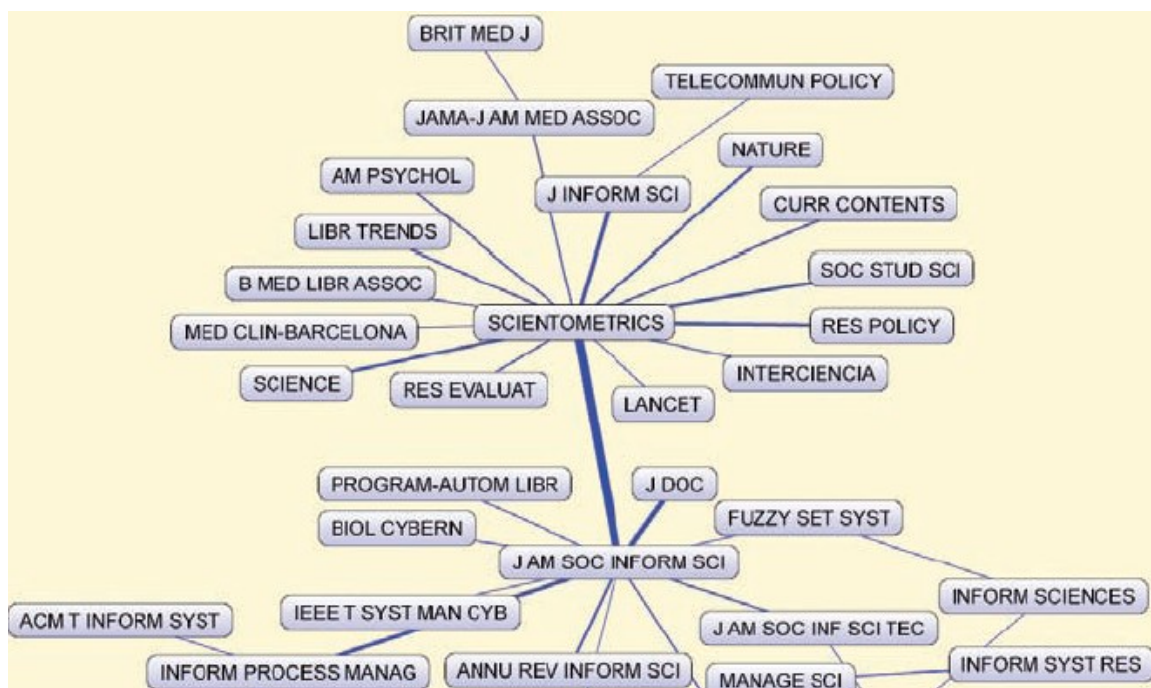 BRIT MED J
TELECOMMUN POLICY
JAMA-J AM MED ASSOC
NATURE
AM PSYCHOL
J INFORM SCI
CURR CONTENTS
LIBR TRENDS
SOC STUD SCI
B MED LIBR ASSOC
SCIENTOMETRICS
RES POLICY
MED CLIN-BARCELONA
INTERCIENCIA
SCIENCE
RES EVALUAT
LANCET
PROGRAM-AUTOM LIBR
J DOC
FUZZY SET SYST
BIOL CYBERN
J AM SOC INFORM SCI
INFORM SCIENCES
IEEE T SYST MAN CYB
ACM T INFORM SYST
J AM SOC INF SCI TEC
INFORM SYST RES
INFORM PROCESS MANAG
ANNU REV INFORM SCI
MANAGE SCI